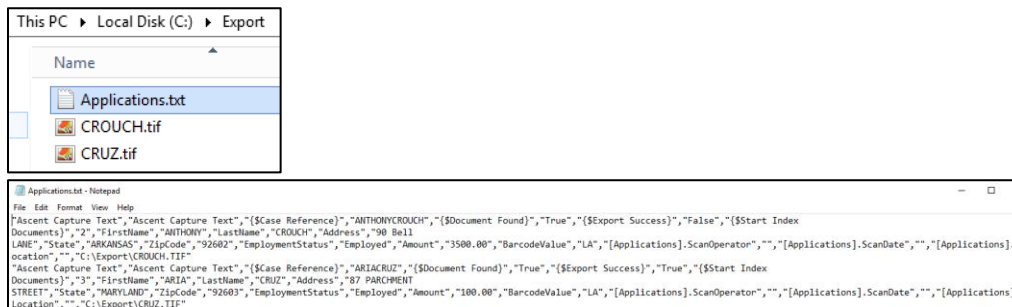 This PC ▸ Local Disk (C:) ▸ Export
Name
Applications.txt
CROUCH.tif
CRUZ.tif
Applications.txt - Notepad
File Edit Format View Help
"Ascent Capture Text","Ascent Capture Text","{$Case Reference}","ANTHONYCROUCH","{$Document Found}","True","{$Export Success}","False","{$Start Index
Documents}","2","FirstName","ANTHONY","LastName","CROUCH","Address","90 Bell
LANE","State","ARKANSAS","ZipCode","92602","EmploymentStatus","Employed","Amount","3500.00","BarcodeValue","LA","[Applications].ScanOperator","","[Applications].ScanDate","","[Applications].
ocation","","C:\Export\CROUCH.TIF"
"Ascent Capture Text","Ascent Capture Text","{$Case Reference}","ARIACRUZ","{$Document Found}","True","{$Export Success}","True","{$Start Index
Documents}","3","FirstName","ARIA","LastName","CRUZ","Address","87 PARCHMENT
STREET","State","MARYLAND","ZipCode","92603","EmploymentStatus","Employed","Amount","100.00","BarcodeValue","LA","[Applications].ScanOperator","","[Applications].ScanDate","","[Applications]
Location","","C:\Export\CRUZ.TIF"